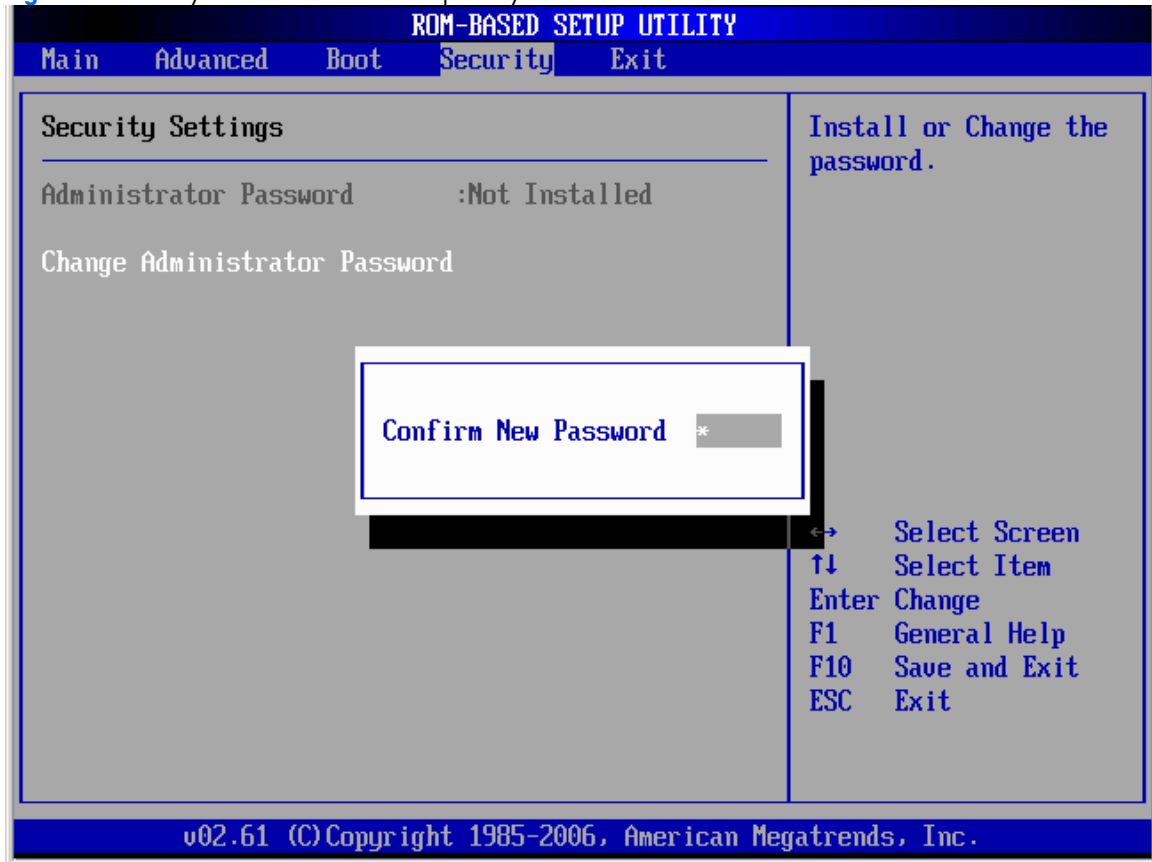 ROM-BASED SETUP UTILITY
Main Advanced Boot Security Exit
Security Settings
Administrator Password :Not Installed
Change Administrator Password
Confirm New Password *
Install or Change the
password.
←→ Select Screen
↑↓ Select Item
Enter Change
F1 General Help
F10 Save and Exit
ESC Exit
v02.61 (C)Copyright 1985-2006, American Megatrends, Inc.